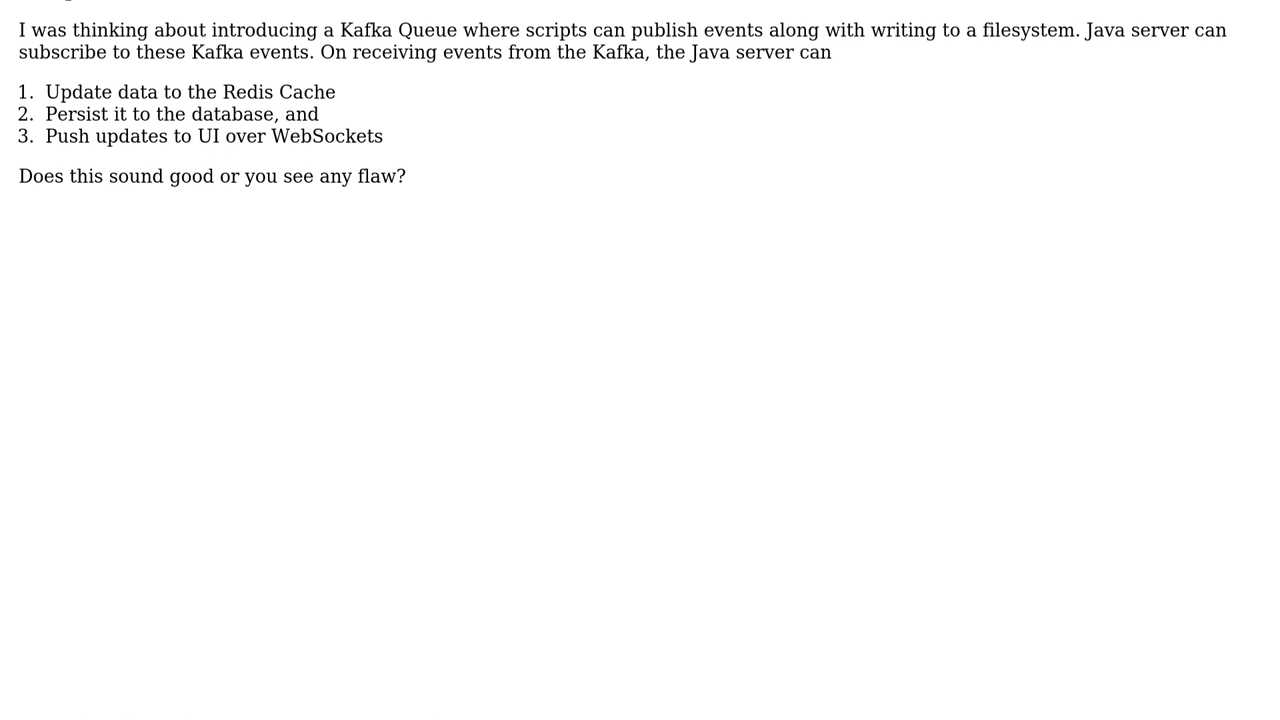 I was thinking about introducing a Kafka Queue where scripts can publish events along with writing to a filesystem. Java server can
subscribe to these Kafka events. On receiving events from the Kafka, the Java server can
1. Update data to the Redis Cache
2. Persist it to the database, and
3. Push updates to UI over WebSockets
Does this sound good or you see any flaw?